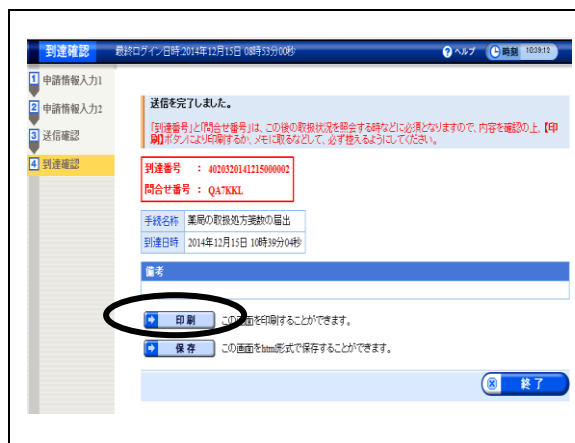 到達確認 最終ログイン日時:2014年12月15日 08時53分00秒 ?ヘルプ 時刻 10:39:12
1 申請情報入力1
2 申請情報入力2
3 送信確認
4 到達確認
送信を完了しました。
「到達番号」と「問合せ番号」は、この後の取扱状況を照会する時などに必須となりますので、内容を確認の上、【印
刷】ボタンにより印刷するか、メモに取るなどして、必ず控えるようにしてください。
到達番号 : 4020320141215000002
問合せ番号 : QA7KKL
手続名称 薬局の取扱処方箋数の届出
到達日時 2014年12月15日 10時39分04秒
備考
印刷 この画面を印刷することができます。
保存 この画面をhtml形式で保存することができます。
終了